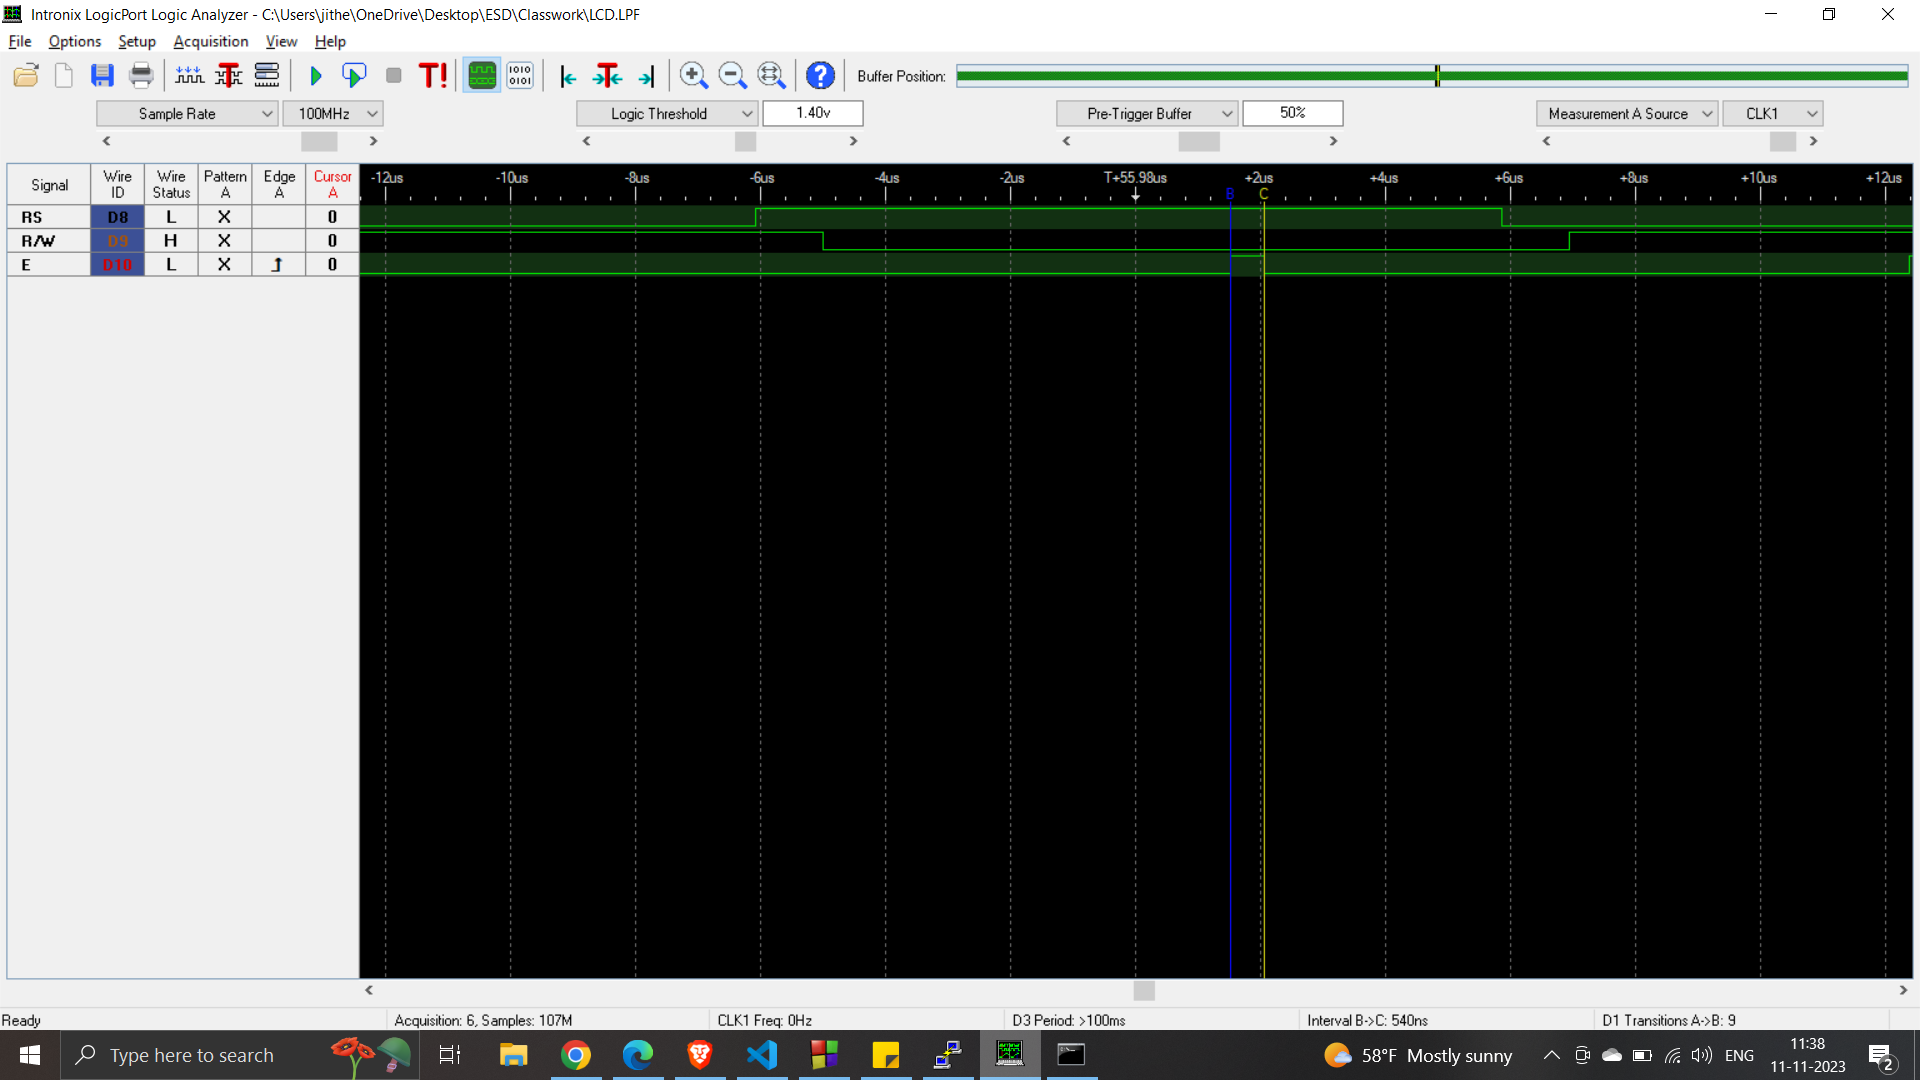 Intronix LogicPort Logic Analyzer - C:\Users\jithe\OneDrive\Desktop\ESD\Classwork\LCD.LPF
File Options Setup Acquisition View Help
T! 1010 0101 ? Buffer Position:
Sample Rate 100MHz Logic Threshold 1.40v Pre-Trigger Buffer 50% Measurement A Source CLK1
Signal Wire ID Wire Status Pattern A Edge A Cursor A -12us -10us -8us -6us -4us -2us T+55.98us +2us +4us +6us +8us +10us +12us
B C
RS D8 L X 0
R/W D9 H X 0
E D10 L X 0
Ready Acquisition: 6, Samples: 107M CLK1 Freq: 0Hz D3 Period: >100ms Interval B->C: 540ns D1 Transitions A->B: 9
Type here to search 58°F Mostly sunny ENG 11:38
11-11-2023 2